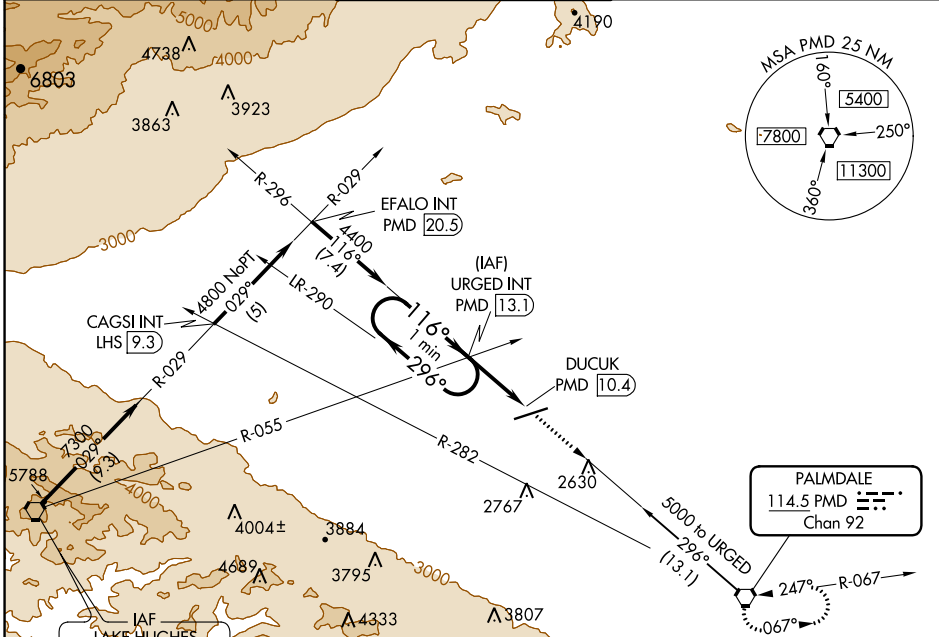 5000
4738
4190
6803
4000
3863
3923
MSA PMD 25 NM
160°
5400
7800
250°
11300
360°
R-296
R-029
EFALO INT
PMD 20.5
4400
116°
(7.4)
3000
4800 NoPT
029°
(5)
LR-290
(IAF)
URGED INT
PMD 13.1
CAGSI INT
LHS 9.3
116°
1 min
296°
R-029
DUCUK
PMD 10.4
R-055
R-282
7300
029°
(9.3)
5788
4000
2630
2767
4004±
3884
PALMDALE
114.5 PMD
Chan 92
5000 to URGED
296°
(13.1)
4689
3795
3000
247°
R-067
067°
4333
3807
IAF
LAKE HUGHES